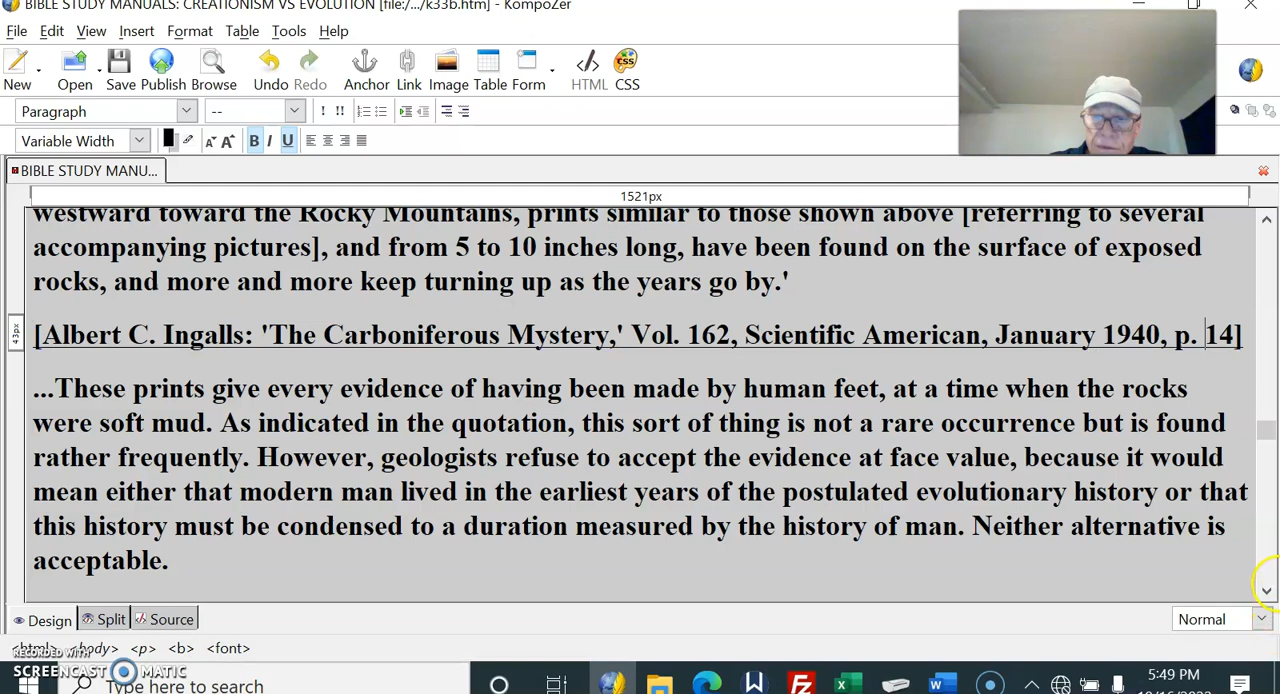 BIBLE STUDY MANUALS: CREATIONISM VS EVOLUTION [file:/.../k33b.htm] - KompoZer
File Edit View Insert Format Table Tools Help
New Open Save Publish Browse Undo Redo Anchor Link Image Table Form HTML CSS
Paragraph --
Variable Width B I U
BIBLE STUDY MANU...
1521px
westward toward the Rocky Mountains, prints similar to those shown above [referring to several
accompanying pictures], and from 5 to 10 inches long, have been found on the surface of exposed
rocks, and more and more keep turning up as the years go by.'
[Albert C. Ingalls: 'The Carboniferous Mystery,' Vol. 162, Scientific American, January 1940, p. 14]
...These prints give every evidence of having been made by human feet, at a time when the rocks
were soft mud. As indicated in the quotation, this sort of thing is not a rare occurrence but is found
rather frequently. However, geologists refuse to accept the evidence at face value, because it would
mean either that modern man lived in the earliest years of the postulated evolutionary history or that
this history must be condensed to a duration measured by the history of man. Neither alternative is
acceptable.
43px
Design Split Source Normal
<html> <body> <p> <b> <font>
RECORDED WITH
SCREENCAST MATIC
Type here to search
5:49 PM